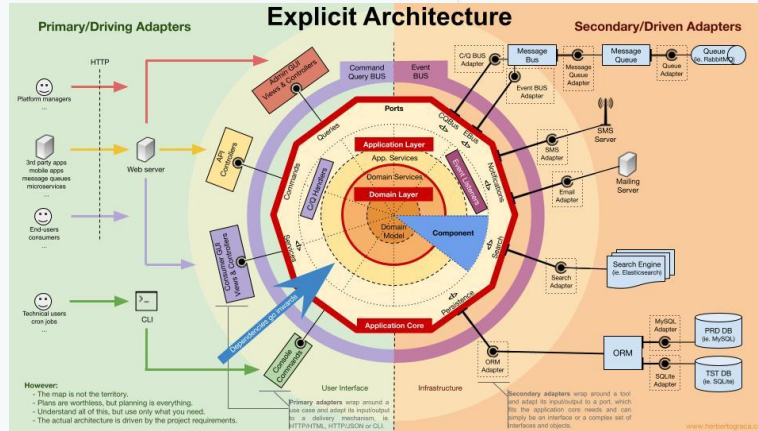 Explicit Architecture
Primary/Driving Adapters
Secondary/Driven Adapters
HTTP
Platform managers
...
3rd party apps
mobile apps
message queues
microservices
...
End-users
consumers
...
Technical users
cron jobs
...
Web server
CLI
Admin GUI
Views & Controllers
API
Controllers
Consumer GUI
Views & Controllers
Console
Commands
Command
Query BUS
Event
BUS
Ports
Queries
Commands
Services
C/Q Handlers
Application Layer
App. Services
Domain Services
Domain Layer
Domain
Model
Component
Event Listeners
CQBus
EBus
Notifications
Search
Persistence
</>
</>
</>
</>
</>
</>
Application Core
Dependencies go inwards
User Interface
Infrastructure
C/Q BUS
Adapter
Message
Bus
Event BUS
Adapter
Message
Queue
Adapter
Message
Queue
Queue
Adapter
Queue
(ie. RabbitMQ)
SMS
Adapter
SMS
Server
Email
Adapter
Mailing
Server
Search
Adapter
Search Engine
(ie. Elasticsearch)
ORM
Adapter
ORM
MySQL
Adapter
PRD DB
(ie. MySQL)
SQLite
Adapter
TST DB
(ie. SQLite)
However:
- The map is not the territory.
- Plans are worthless, but planning is everything.
- Understand all of this, but use only what you need.
- The actual architecture is driven by the project requirements.
Primary adapters wrap around a
use case and adapt its input/output
to a delivery mechanism, ie.
HTTP/HTML, HTTP/JSON or CLI.
Secondary adapters wrap around a tool
and adapt its input/output to a port, which
fits the application core needs and can
simply be an interface or a complex set of
interfaces and objects.